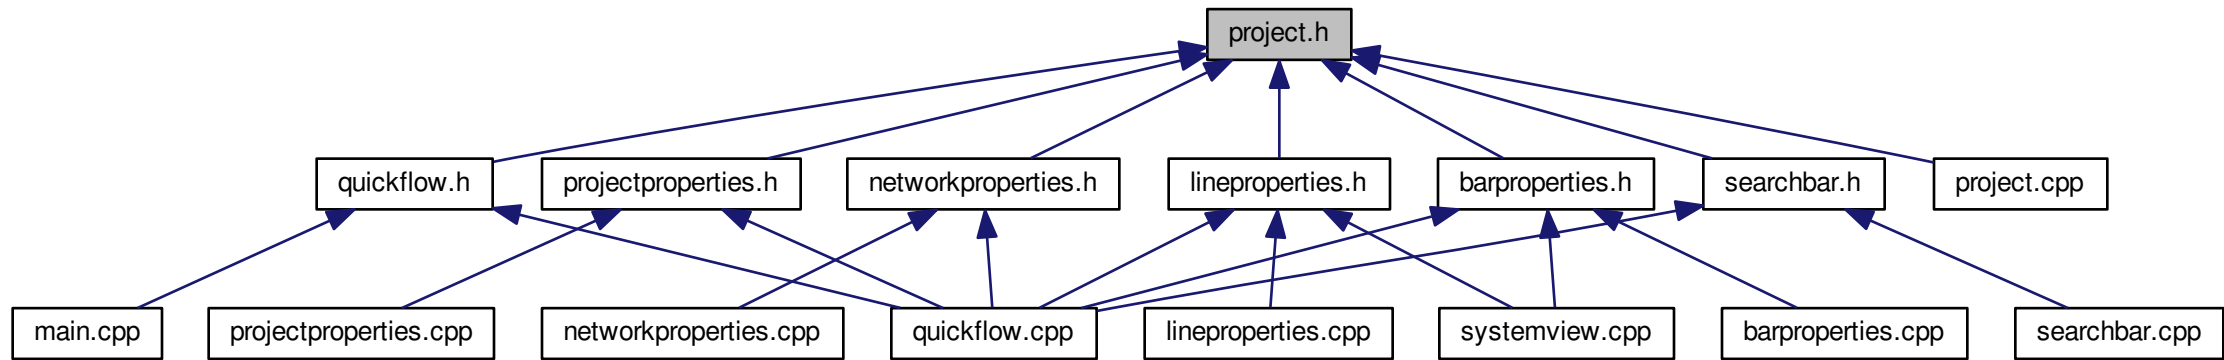 project.h
quickflow.h
projectproperties.h
networkproperties.h
lineproperties.h
barproperties.h
searchbar.h
project.cpp
main.cpp
projectproperties.cpp
networkproperties.cpp
quickflow.cpp
lineproperties.cpp
systemview.cpp
barproperties.cpp
searchbar.cpp